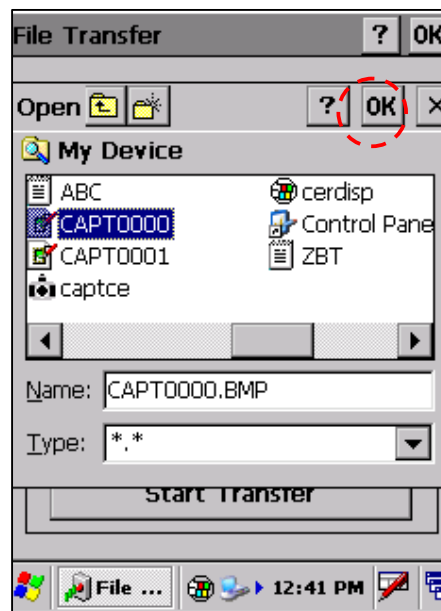 File Transfer ? OK
Open ? OK ×
My Device
ABC cerdisp
CAPT0000 Control Pane
CAPT0001 ZBT
captce
Name: CAPT0000.BMP
Type: *.*
Start Transfer
File ... 12:41 PM